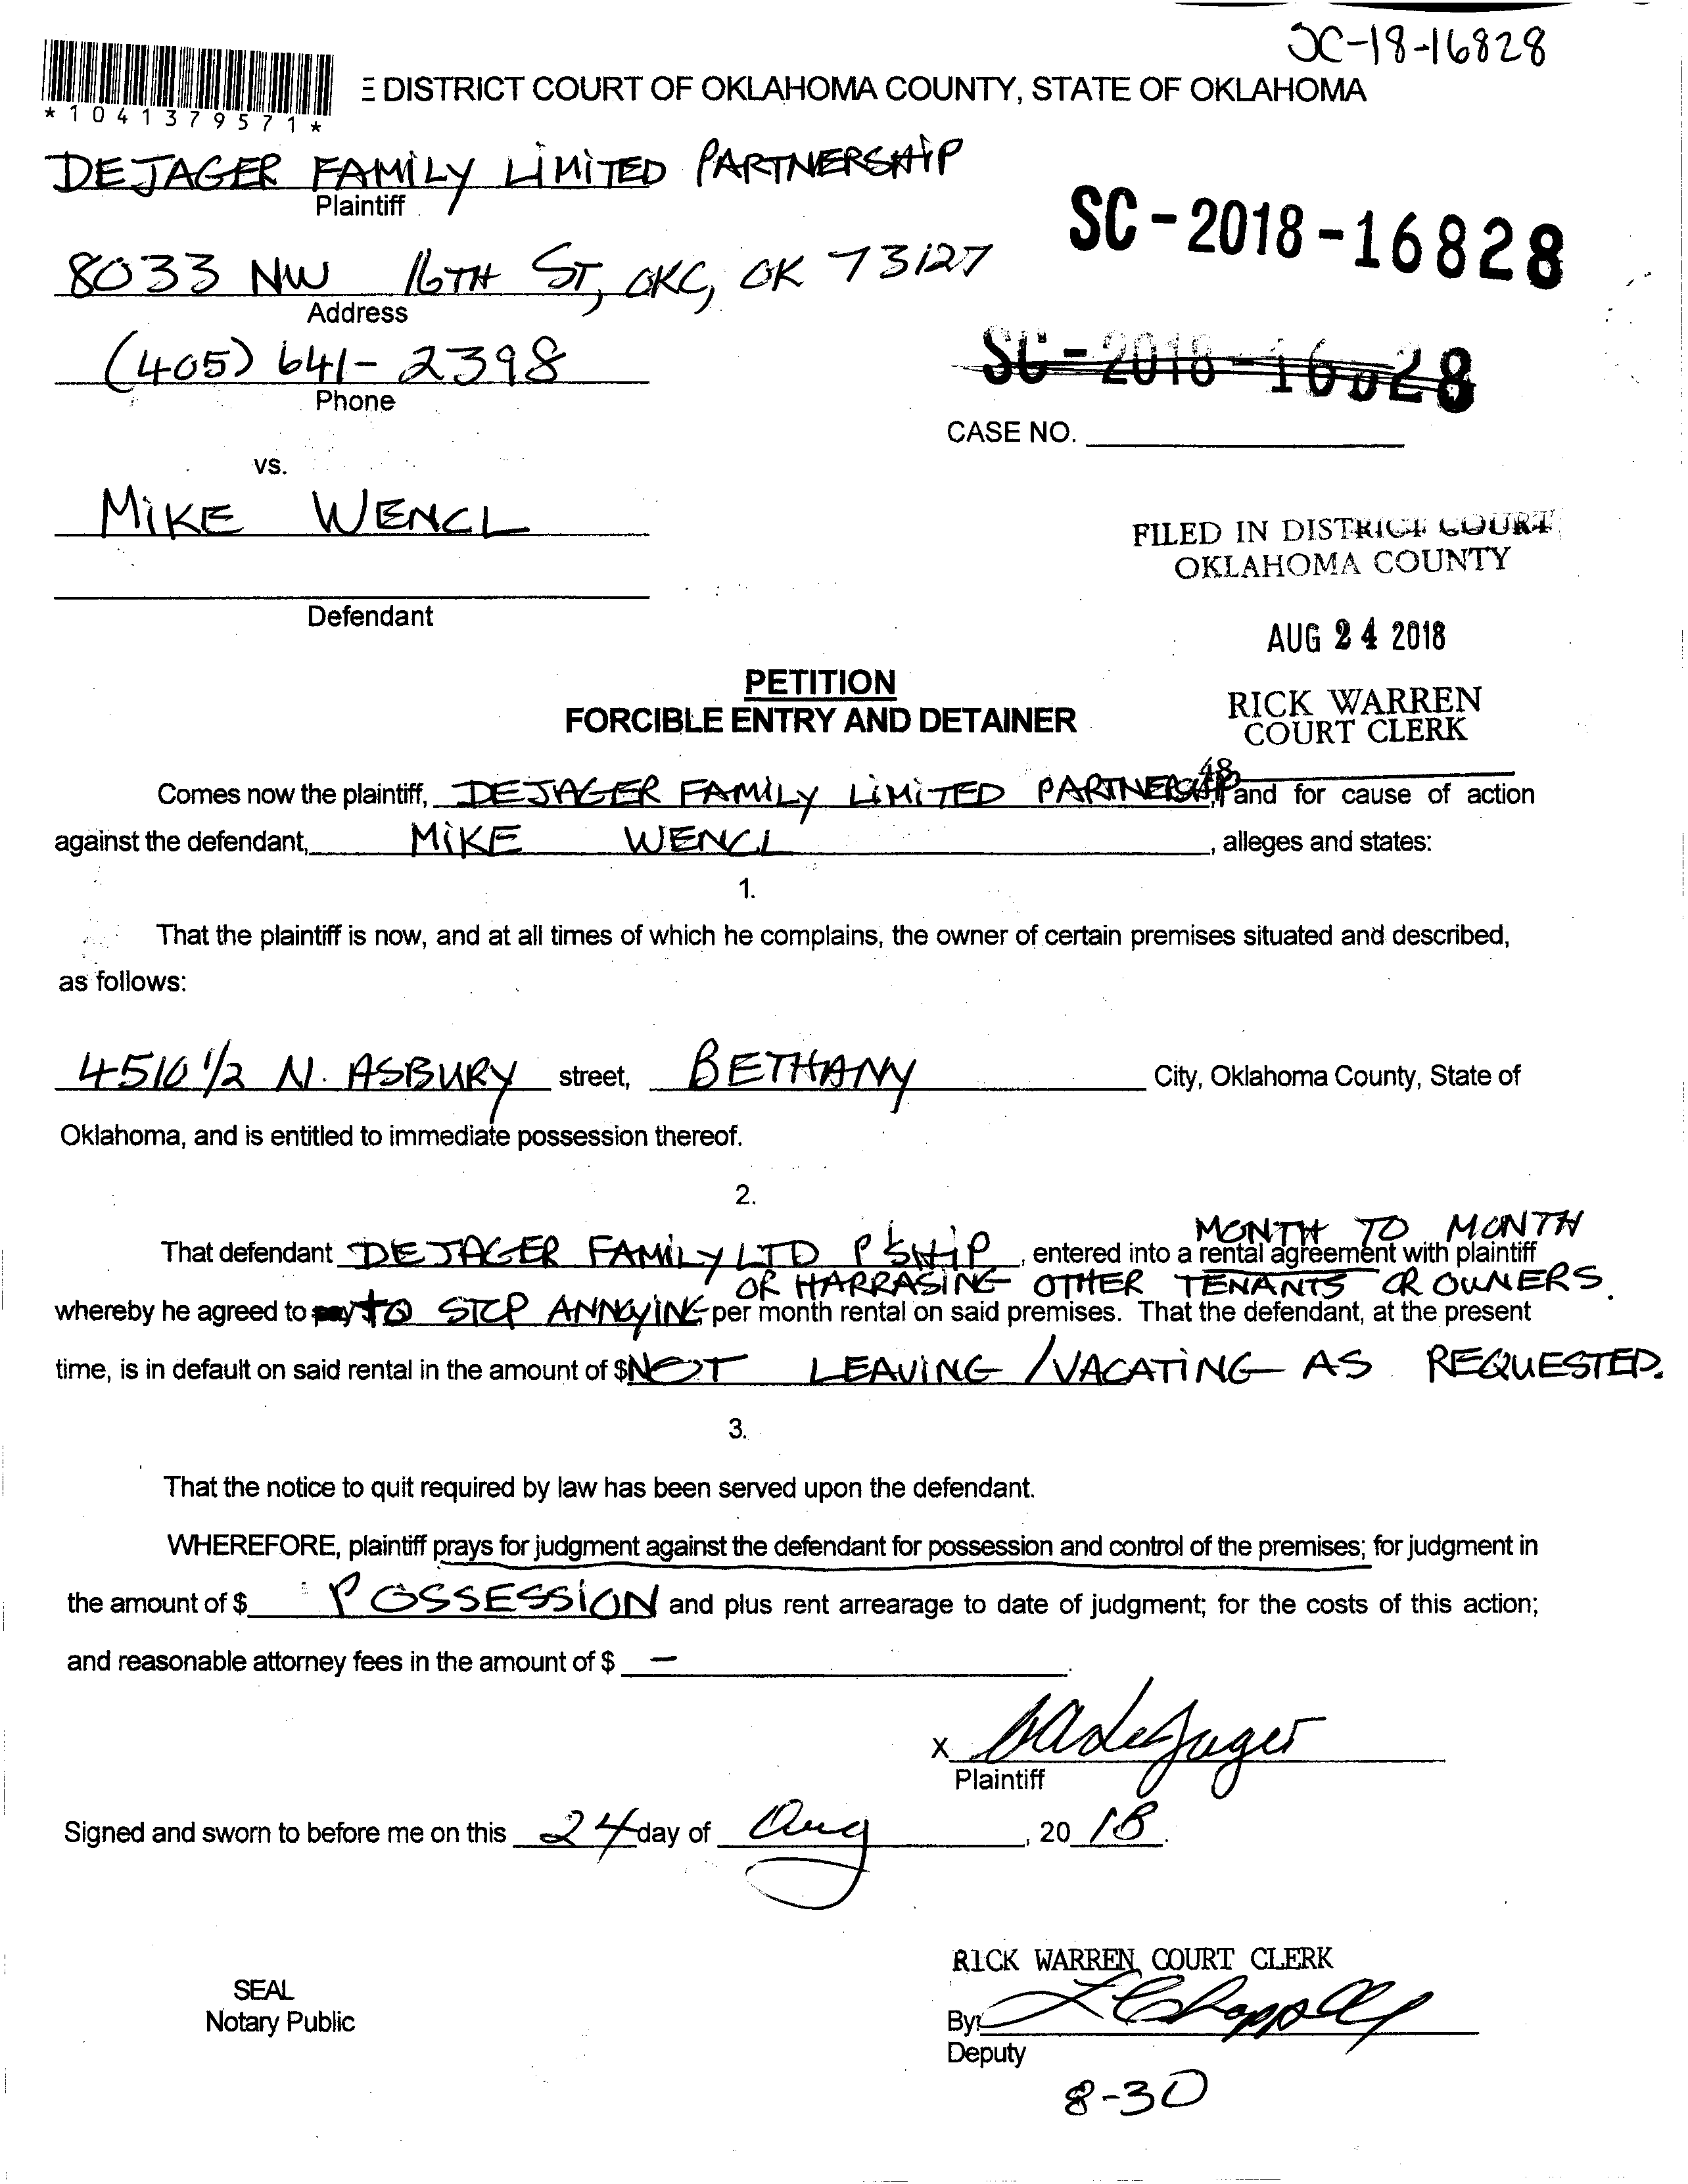 SC-18-16828
*1041379571*
E DISTRICT COURT OF OKLAHOMA COUNTY, STATE OF OKLAHOMA
DEJAGER FAMILY LIMITED PARTNERSHIP
Plaintiff
SC-2018-16828
8033 NW 16TH ST, OKC, OK 73127
Address
(405) 641-2398
Phone
SC-2018-16828
CASE NO.
vs.
MIKE WENCL
FILED IN DISTRICT COURT
OKLAHOMA COUNTY
Defendant
AUG 24 2018
PETITION
FORCIBLE ENTRY AND DETAINER
RICK WARREN
COURT CLERK
48
Comes now the plaintiff, DEJAGER FAMILY LIMITED PARTNERSHIP, and for cause of action
against the defendant, MIKE WENCL, alleges and states:
1.
That the plaintiff is now, and at all times of which he complains, the owner of certain premises situated and described,
as follows:
4510 1/2 N. ASBURY street, BETHANY City, Oklahoma County, State of
Oklahoma, and is entitled to immediate possession thereof.
2.
MONTH TO MONTH
That defendant DEJAGER FAMILY LTD P'SHIP, entered into a rental agreement with plaintiff
OR HARRASING OTHER TENANTS OR OWNERS.
whereby he agreed to pay TO STOP ANNOYING per month rental on said premises. That the defendant, at the present
time, is in default on said rental in the amount of $NOT LEAVING/VACATING AS REQUESTED.
3.
That the notice to quit required by law has been served upon the defendant.
WHEREFORE, plaintiff prays for judgment against the defendant for possession and control of the premises; for judgment in
the amount of $ POSSESSION and plus rent arrearage to date of judgment; for the costs of this action;
and reasonable attorney fees in the amount of $ —
X DADeJager
Plaintiff
Signed and sworn to before me on this 24 day of Aug, 2018.
RICK WARREN, COURT CLERK
SEAL
Notary Public
By: L Chappell
Deputy
8-30